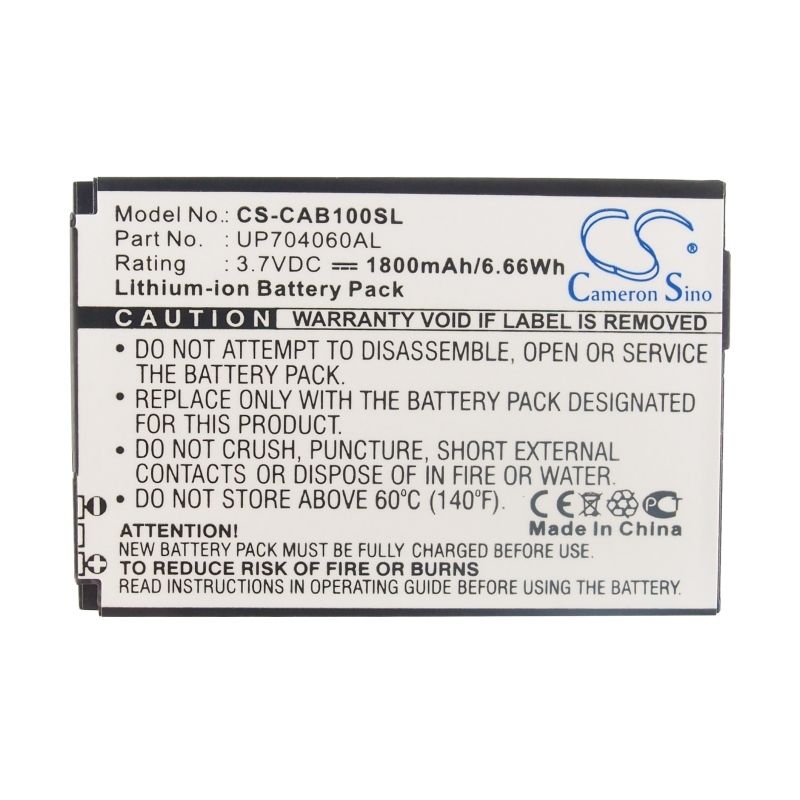 Model No.: CS-CAB100SL
Part No. : UP704060AL
Rating : 3.7VDC 1800mAh/6.66Wh
Lithium-ion Battery Pack
CS
®
Cameron Sino
CAUTION WARRANTY VOID IF LABEL IS REMOVED
• DO NOT ATTEMPT TO DISASSEMBLE, OPEN OR SERVICE
THE BATTERY PACK.
• REPLACE ONLY WITH THE BATTERY PACK DESIGNATED
FOR THIS PRODUCT.
• DO NOT CRUSH, PUNCTURE, SHORT EXTERNAL
CONTACTS OR DISPOSE OF IN FIRE OR WATER.
• DO NOT STORE ABOVE 60°C (140°F).
CE PC
Made In China
ATTENTION!
NEW BATTERY PACK MUST BE FULLY CHARGED BEFORE USE
TO REDUCE RISK OF FIRE OR BURNS
READ INSTRUCTIONS IN OPERATING GUIDE OF THE BATTERY.